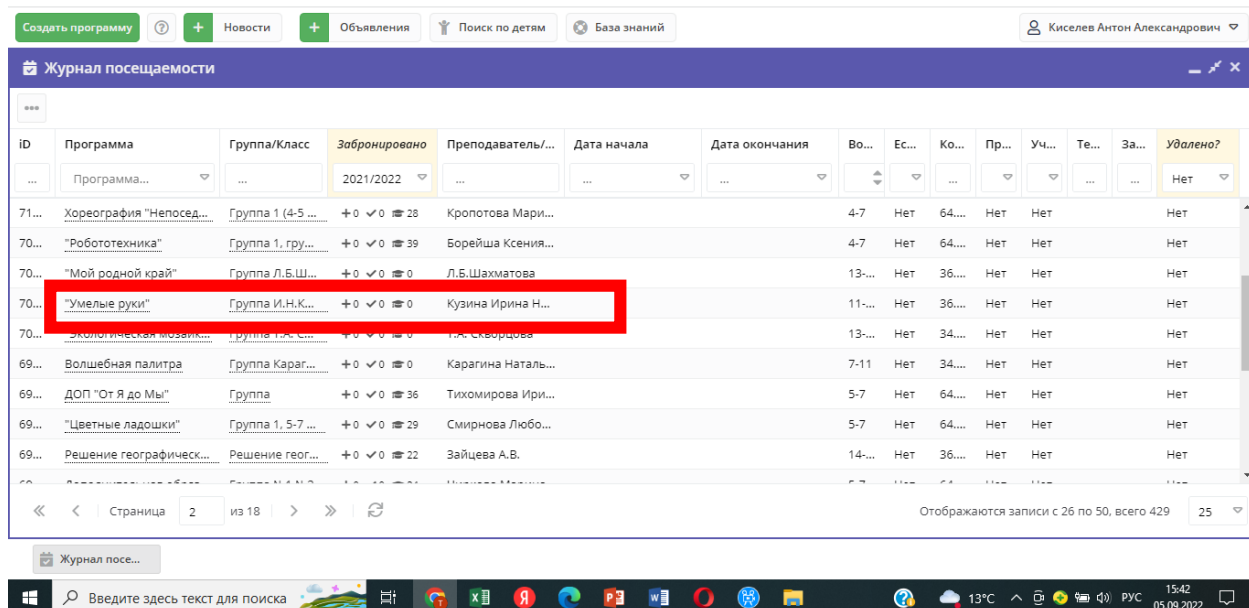 Создать программу ? + Новости + Объявления Поиск по детям База знаний Киселев Антон Александрович
Журнал посещаемости
iD Программа Группа/Класс Забронировано Преподаватель/... Дата начала Дата окончания Во... Ес... Ко... Пр... Уч... Те... За... Удалено?
... Программа... ... 2021/2022 ... ... ... ... ... ... Нет
71... Хореография "Непосед... Группа 1 (4-5 ... +0 0 28 Кропотова Мари... 4-7 Нет 64.... Нет Нет Нет
70... "Робототехника" Группа 1, гру... +0 0 39 Борейша Ксения... 4-7 Нет 64.... Нет Нет Нет
70... "Мой родной край" Группа Л.Б.Ш... +0 0 0 Л.Б.Шахматова 13-... Нет 36.... Нет Нет Нет
70... "Умелые руки" Группа И.Н.К... +0 0 0 Кузина Ирина Н... 11-... Нет 36.... Нет Нет Нет
70... "Экологическая мозаик... Группа Т.А. С... +0 0 0 Т.А. Скворцова 13-... Нет 34.... Нет Нет Нет
69... Волшебная палитра Группа Караг... +0 0 0 Карагина Наталь... 7-11 Нет 34.... Нет Нет Нет
69... ДОП "От Я до Мы" Группа +0 0 36 Тихомирова Ири... 5-7 Нет 64.... Нет Нет Нет
69... "Цветные ладошки" Группа 1, 5-7 ... +0 0 29 Смирнова Любо... 5-7 Нет 64.... Нет Нет Нет
69... Решение географическ... Решение геог... +0 0 22 Зайцева А.В. 14-... Нет 36.... Нет Нет Нет
Страница 2 из 18 Отображаются записи с 26 по 50, всего 429 25
Журнал посе...
Введите здесь текст для поиска 13°C РУС 15:42
05.09.2022